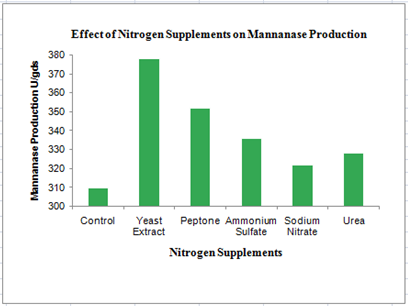 Effect of Nitrogen Supplements on Mannanase Production
Mannanase Production U/gds
380
370
360
350
340
330
320
310
300
Control Yeast Extract Peptone Ammonium Sulfate Sodium Nitrate Urea
Nitrogen Supplements